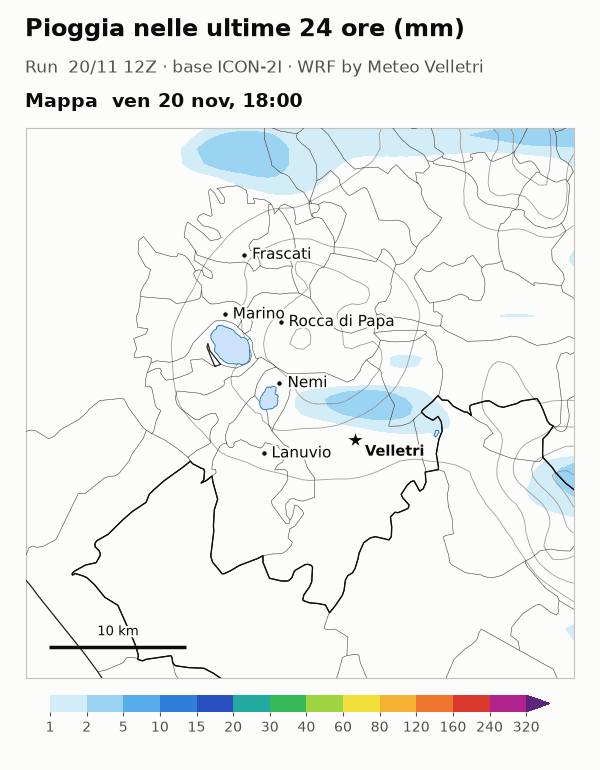 Pioggia nelle ultime 24 ore (mm)
Run  20/11 12Z · base ICON-2I · WRF by Meteo Velletri
Mappa  ven 20 nov, 18:00
Frascati
Marino
Rocca di Papa
Nemi
Velletri
Lanuvio
10 km
1 2 5 10 15 20 30 40 60 80 120 160 240 320